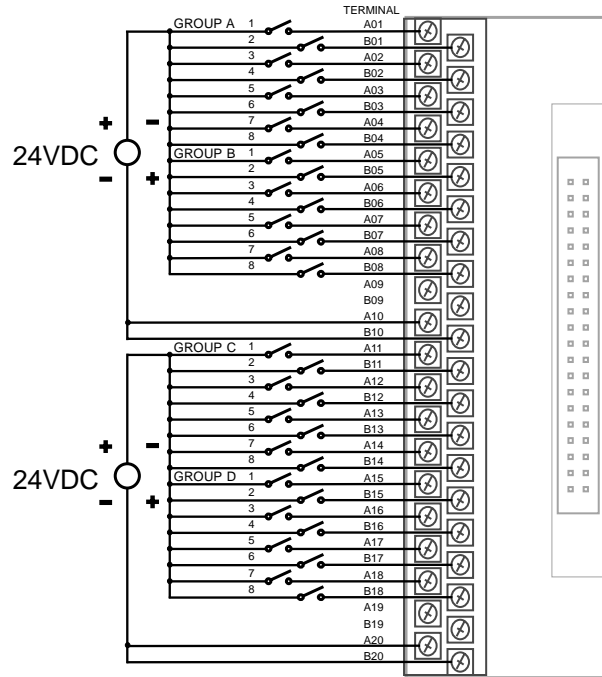 TERMINAL
GROUP A 1 A01
2 B01
3 A02
4 B02
5 A03
6 B03
7 A04
8 B04
GROUP B 1 A05
2 B05
3 A06
4 B06
5 A07
6 B07
7 A08
8 B08
A09
B09
A10
B10
+ -
24VDC
- +
GROUP C 1 A11
2 B11
3 A12
4 B12
5 A13
6 B13
7 A14
8 B14
GROUP D 1 A15
2 B15
3 A16
4 B16
5 A17
6 B17
7 A18
8 B18
A19
B19
A20
B20
+ -
24VDC
- +